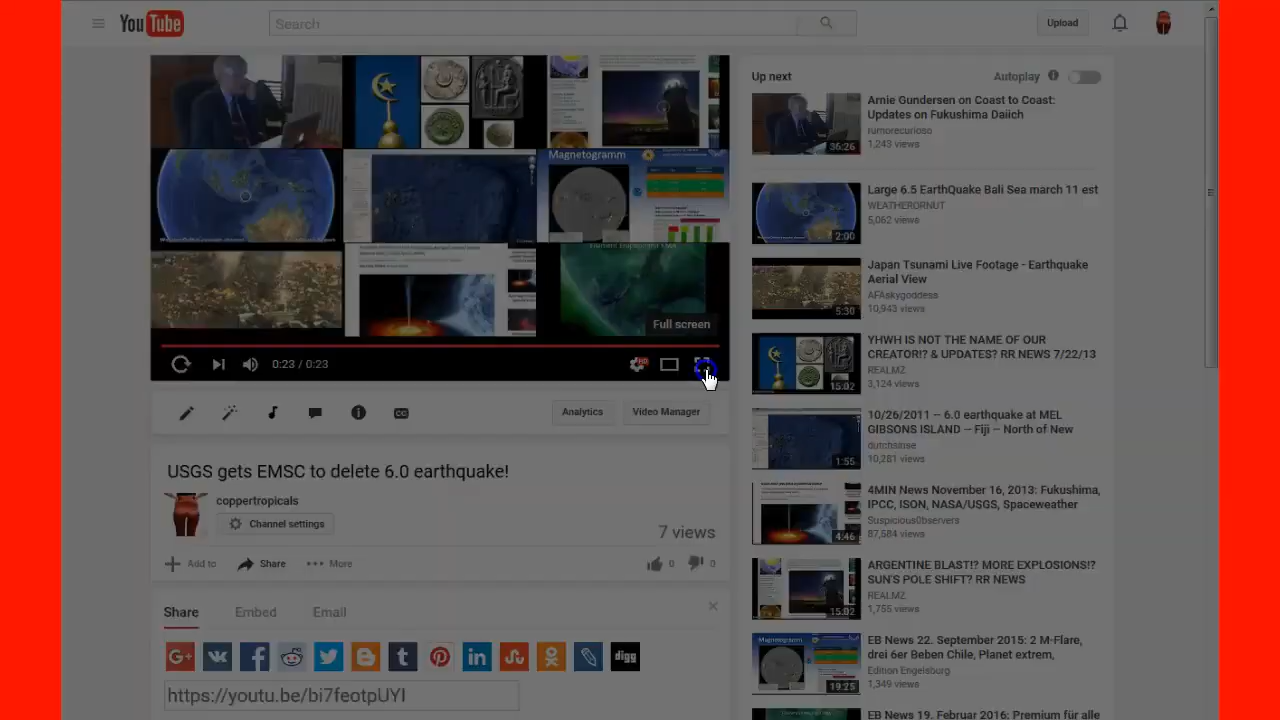 YouTube
Search
Upload
Magnetogramm
Full screen
0:23 / 0:23
HD
CC
Analytics
Video Manager
USGS gets EMSC to delete 6.0 earthquake!
coppertropicals
Channel settings
7 views
Add to
Share
More
0
0
Share
Embed
Email
digg
https://youtu.be/bi7feotpUYI
Up next
Autoplay
Arnie Gundersen on Coast to Coast:
Updates on Fukushima Daiich
rumorecurioso
1,243 views
36:26
Large 6.5 EarthQuake Bali Sea march 11 est
WEATHERORNUT
5,062 views
2:00
Japan Tsunami Live Footage - Earthquake
Aerial View
AFAskygoddess
10,943 views
5:30
YHWH IS NOT THE NAME OF OUR
CREATOR!? & UPDATES? RR NEWS 7/22/13
REALMZ
3,124 views
15:02
10/26/2011 -- 6.0 earthquake at MEL
GIBSONS ISLAND -- Fiji -- North of New
dutchsinse
10,281 views
1:55
4MIN News November 16, 2013: Fukushima,
IPCC, ISON, NASA/USGS, Spaceweather
Suspicious0bservers
87,584 views
4:46
ARGENTINE BLAST!? MORE EXPLOSIONS!?
SUN'S POLE SHIFT? RR NEWS
REALMZ
1,755 views
15:02
EB News 22. September 2015: 2 M-Flare,
drei 6er Beben Chile, Planet extrem,
Edition Engelsburg
1,349 views
19:25
EB News 19. Februar 2016: Premium für alle